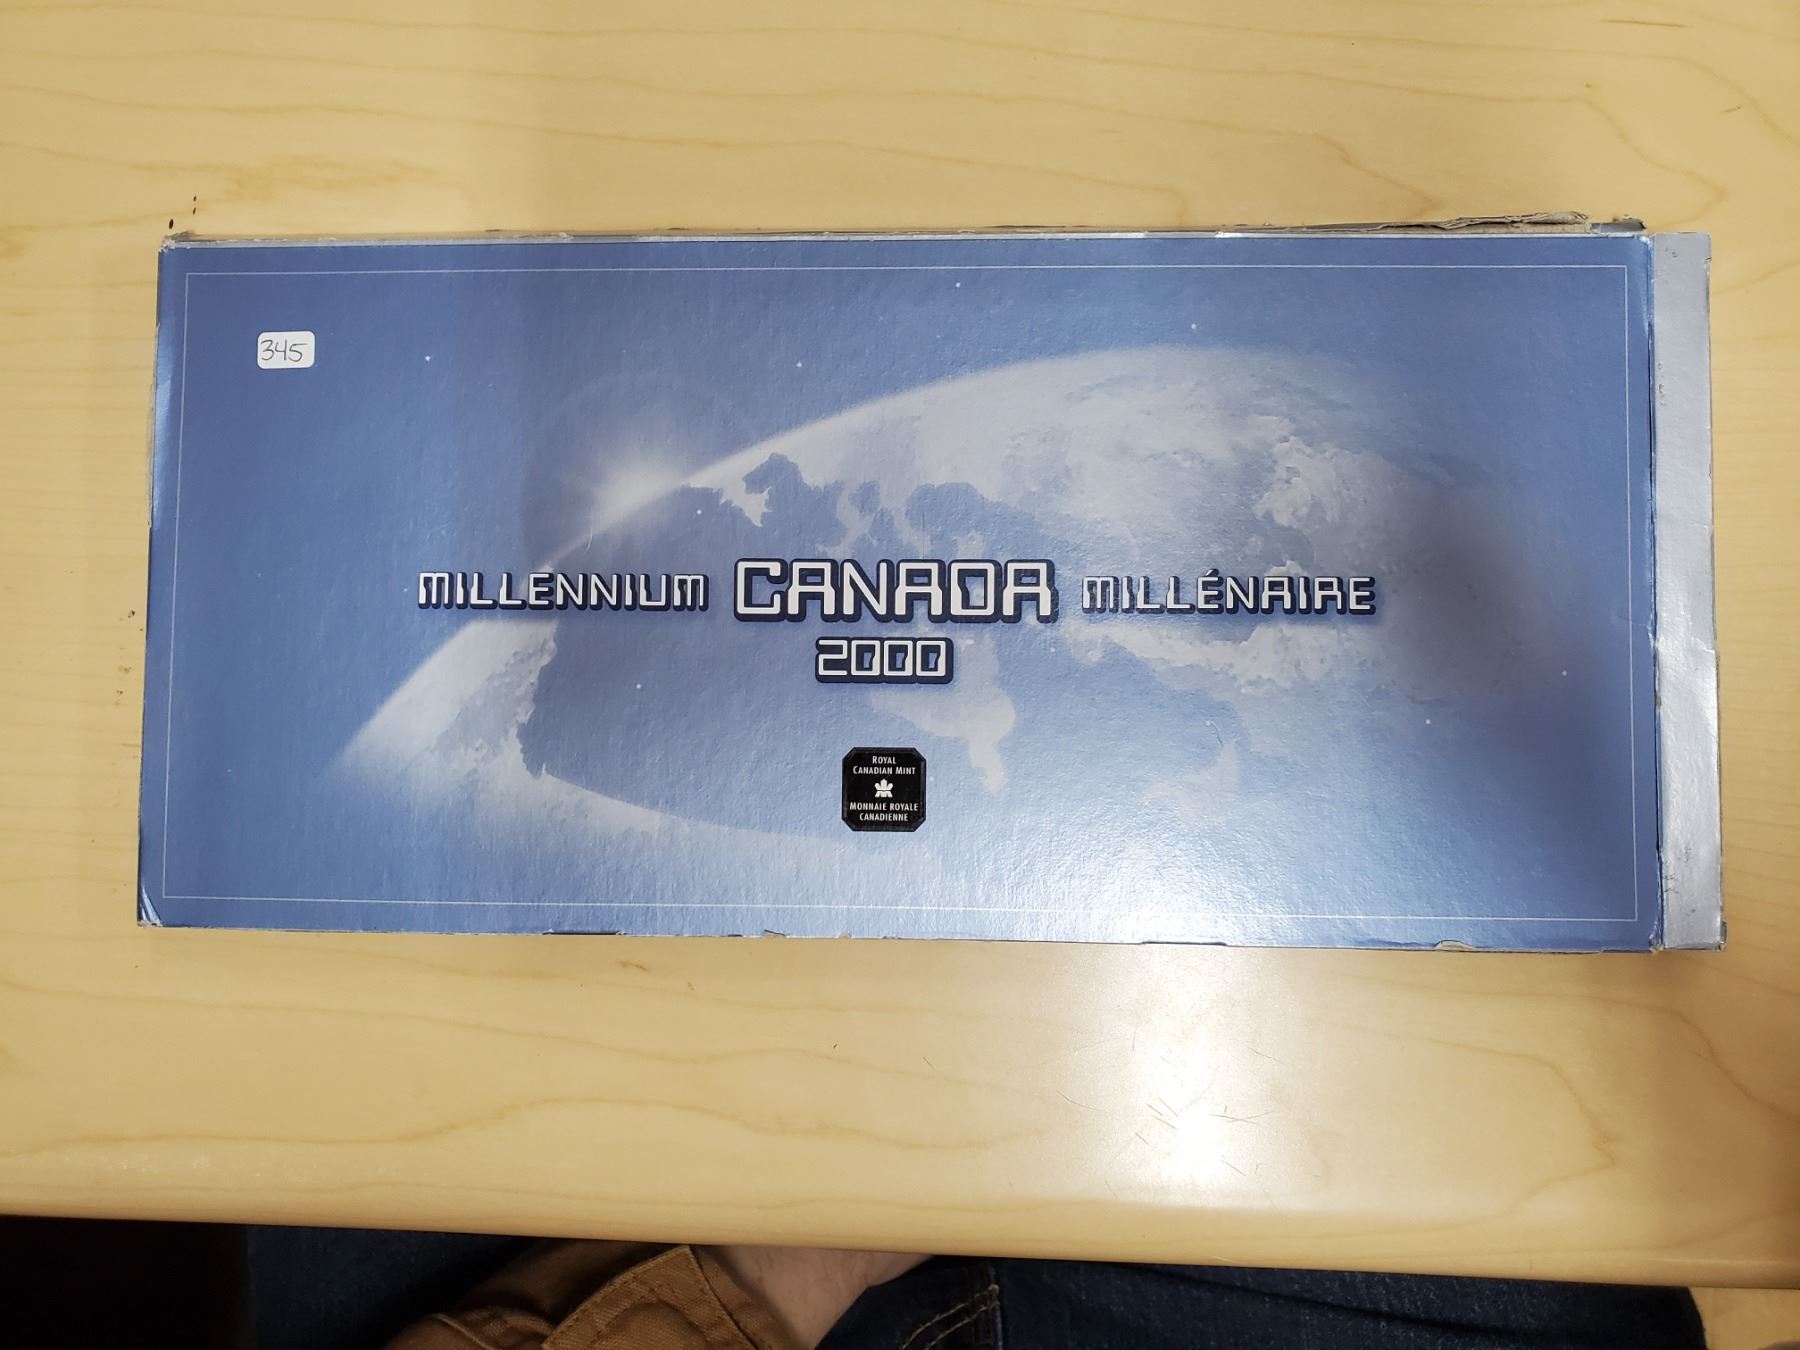 345
MILLENNIUM CANADA MILLÉNAIRE
2000
ROYAL
CANADIAN MINT
MONNAIE ROYALE
CANADIENNE